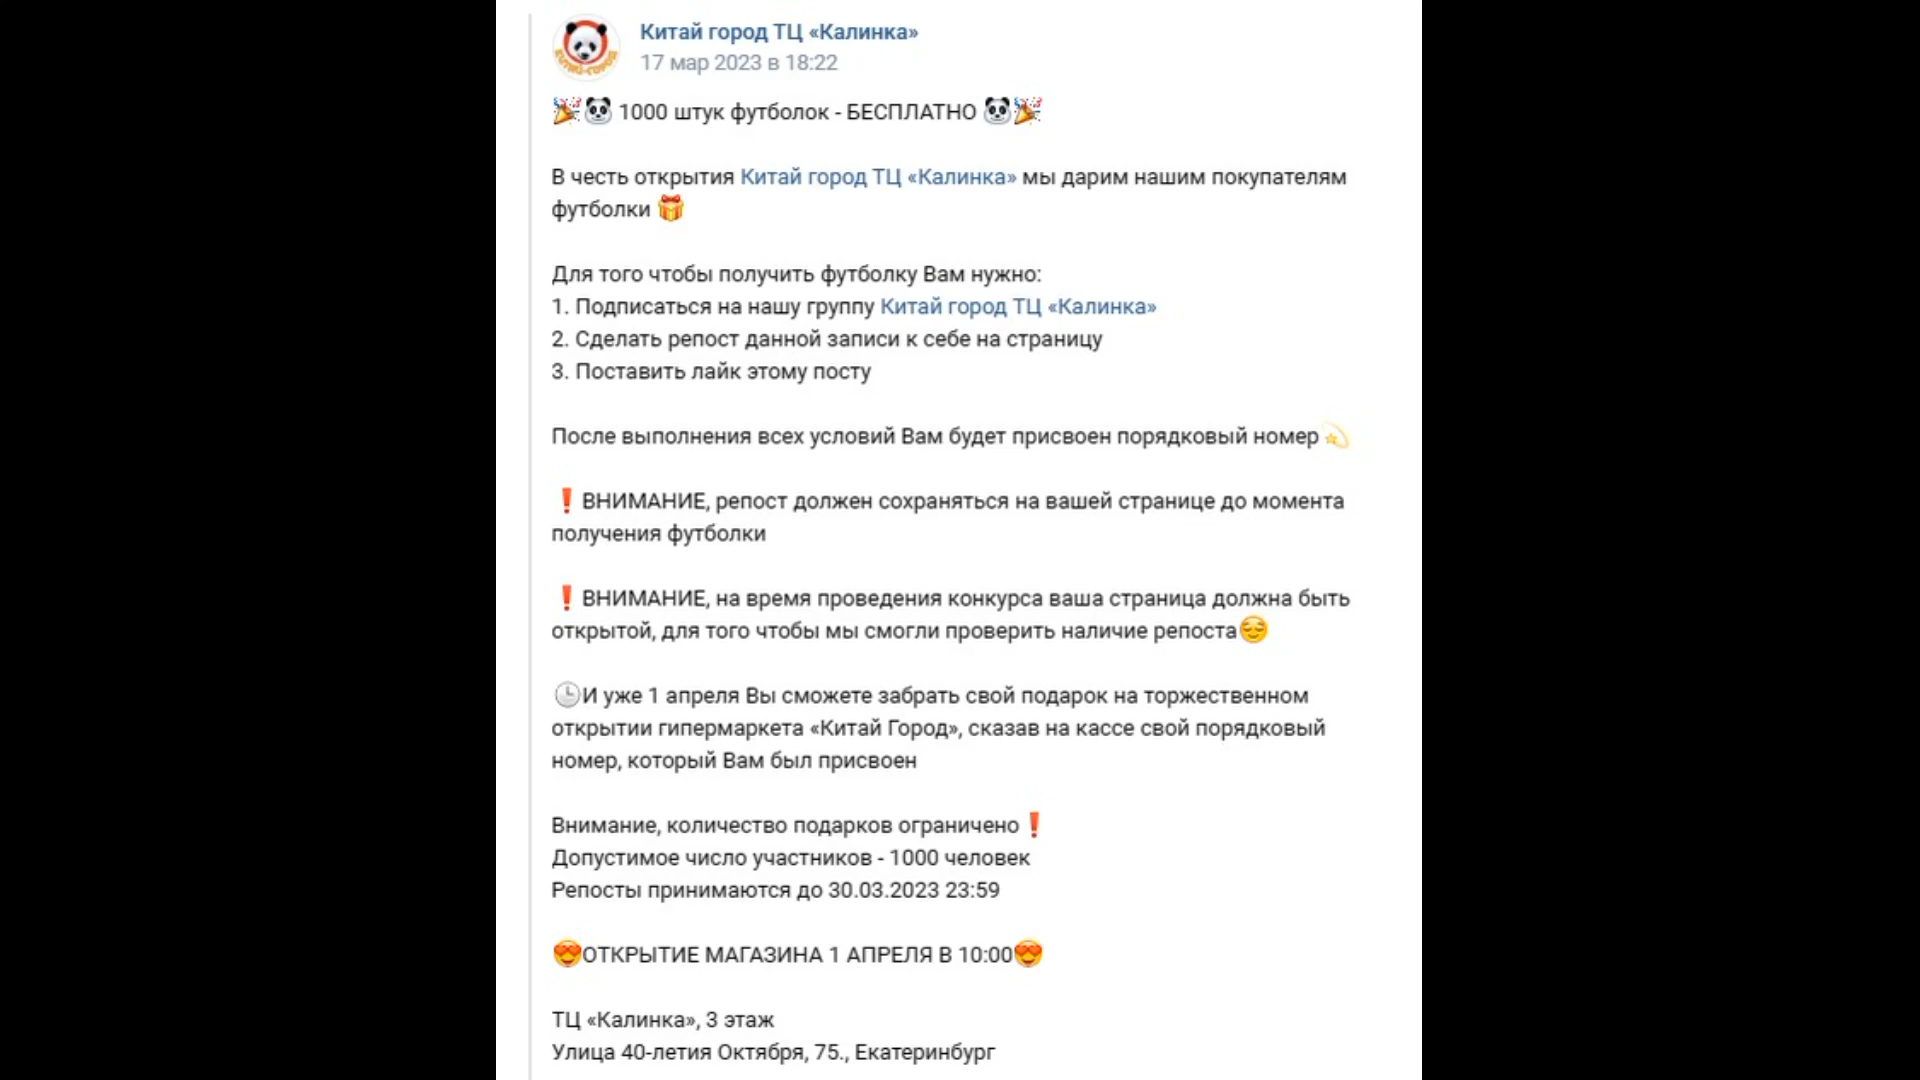 Китай город ТЦ «Калинка»
17 мар 2023 в 18:22
КИТАЙ-ГОРОД
1000 штук футболок - БЕСПЛАТНО
В честь открытия Китай город ТЦ «Калинка» мы дарим нашим покупателям
футболки
Для того чтобы получить футболку Вам нужно:
1. Подписаться на нашу группу Китай город ТЦ «Калинка»
2. Сделать репост данной записи к себе на страницу
3. Поставить лайк этому посту
После выполнения всех условий Вам будет присвоен порядковый номер
❗ВНИМАНИЕ, репост должен сохраняться на вашей странице до момента
получения футболки
❗ВНИМАНИЕ, на время проведения конкурса ваша страница должна быть
открытой, для того чтобы мы смогли проверить наличие репоста
И уже 1 апреля Вы сможете забрать свой подарок на торжественном
открытии гипермаркета «Китай Город», сказав на кассе свой порядковый
номер, который Вам был присвоен
Внимание, количество подарков ограничено❗
Допустимое число участников - 1000 человек
Репосты принимаются до 30.03.2023 23:59
ОТКРЫТИЕ МАГАЗИНА 1 АПРЕЛЯ В 10:00
ТЦ «Калинка», 3 этаж
Улица 40-летия Октября, 75., Екатеринбург